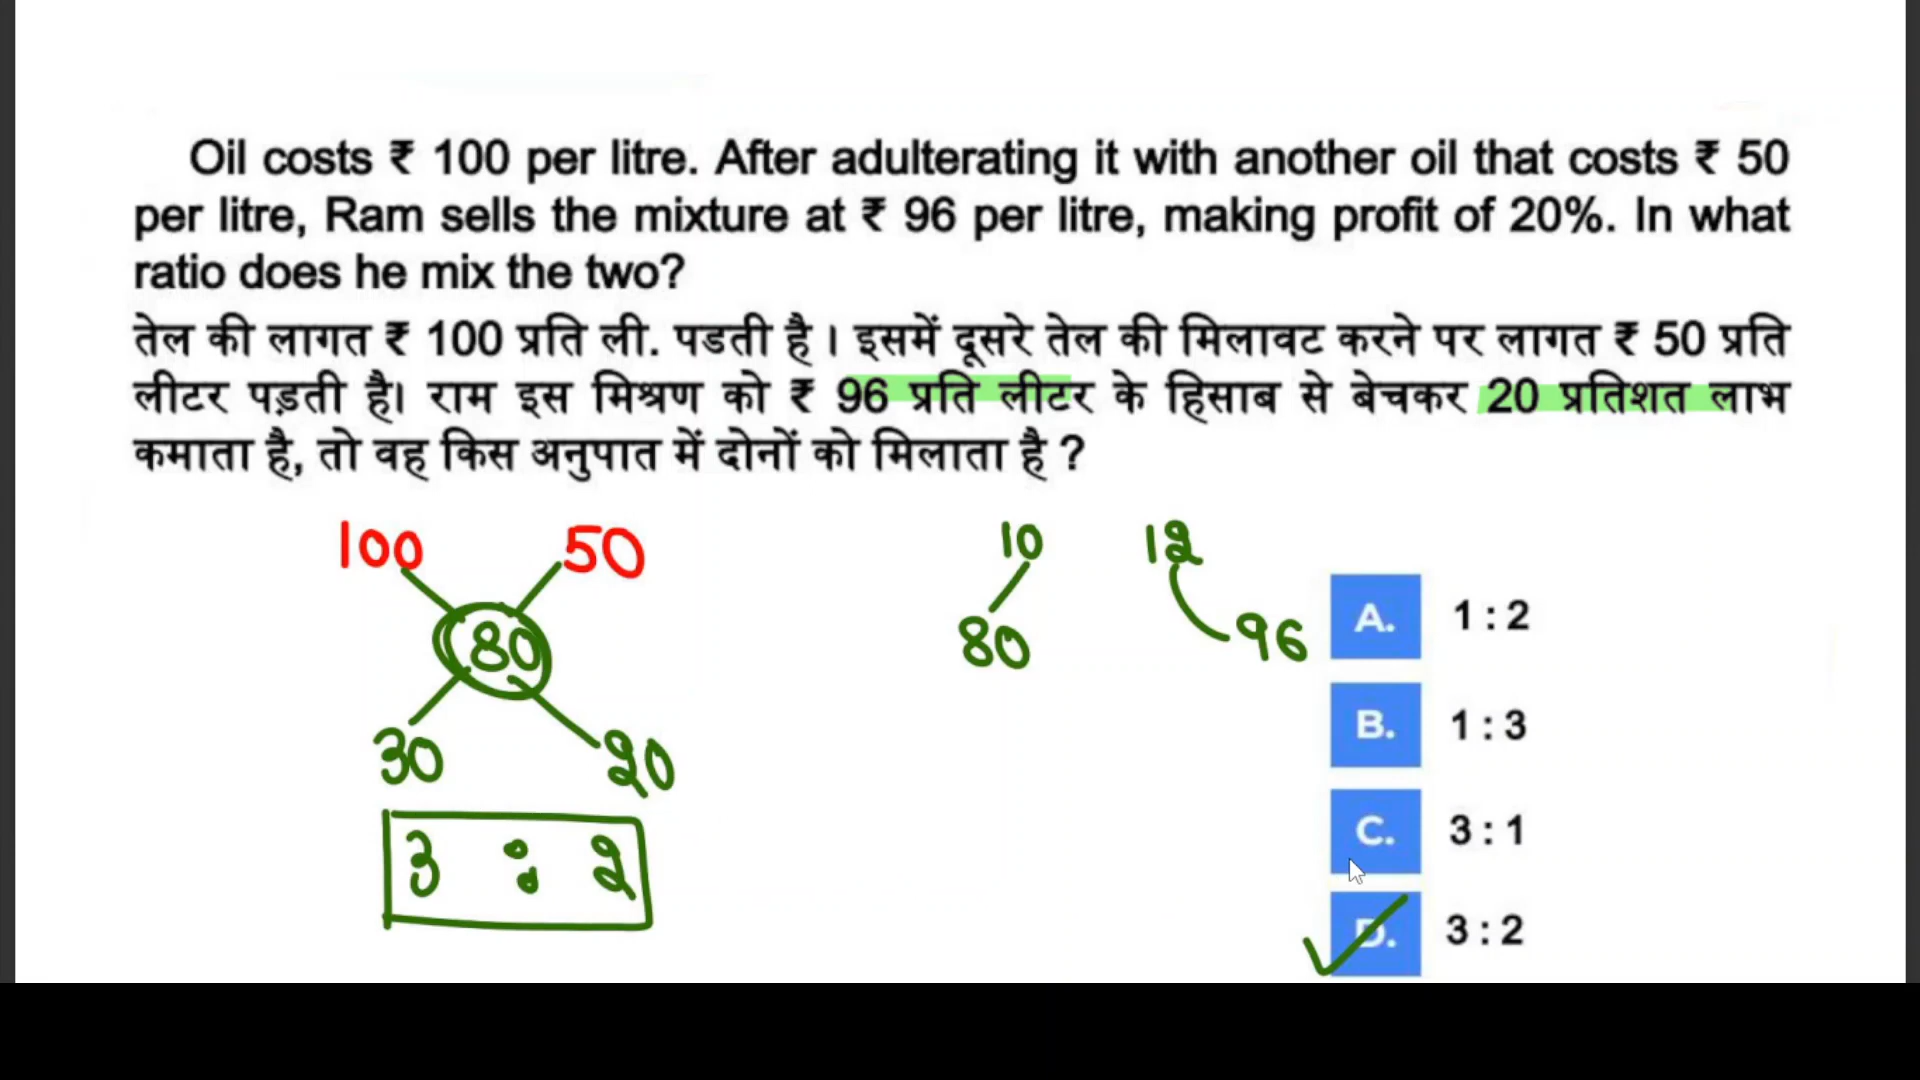 Oil costs ₹ 100 per litre. After adulterating it with another oil that costs ₹ 50
per litre, Ram sells the mixture at ₹ 96 per litre, making profit of 20%. In what
ratio does he mix the two?
तेल की लागत ₹ 100 प्रति ली. पडती है । इसमें दूसरे तेल की मिलावट करने पर लागत ₹ 50 प्रति
लीटर पड़ती है। राम इस मिश्रण को ₹ 96 प्रति लीटर के हिसाब से बेचकर 20 प्रतिशत लाभ
कमाता है, तो वह किस अनुपात में दोनों को मिलाता है ?
100 50
80
30 20
3 : 2
10 12
80 96
A. 1 : 2
B. 1 : 3
C. 3 : 1
D. 3 : 2